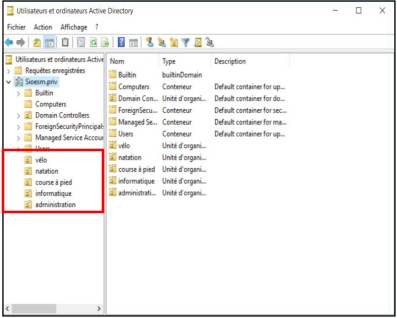 Utilisateurs et ordinateurs Active Directory
Fichier Action Affichage ?
Utilisateurs et ordinateurs Active
Requêtes enregistrées
Sioesm.priv
Builtin
Computers
Domain Controllers
ForeignSecurityPrincipals
Managed Service Accour
Users
vélo
natation
course à pied
informatique
administration
Nom Type Description
Builtin builtinDomain
Computers Conteneur Default container for up...
Domain Con... Unité d'organi... Default container for do...
ForeignSecu... Conteneur Default container for sec...
Managed Se... Conteneur Default container for ma...
Users Conteneur Default container for up...
vélo Unité d'organi...
natation Unité d'organi...
course à pied Unité d'organi...
informatique Unité d'organi...
administrati... Unité d'organi...